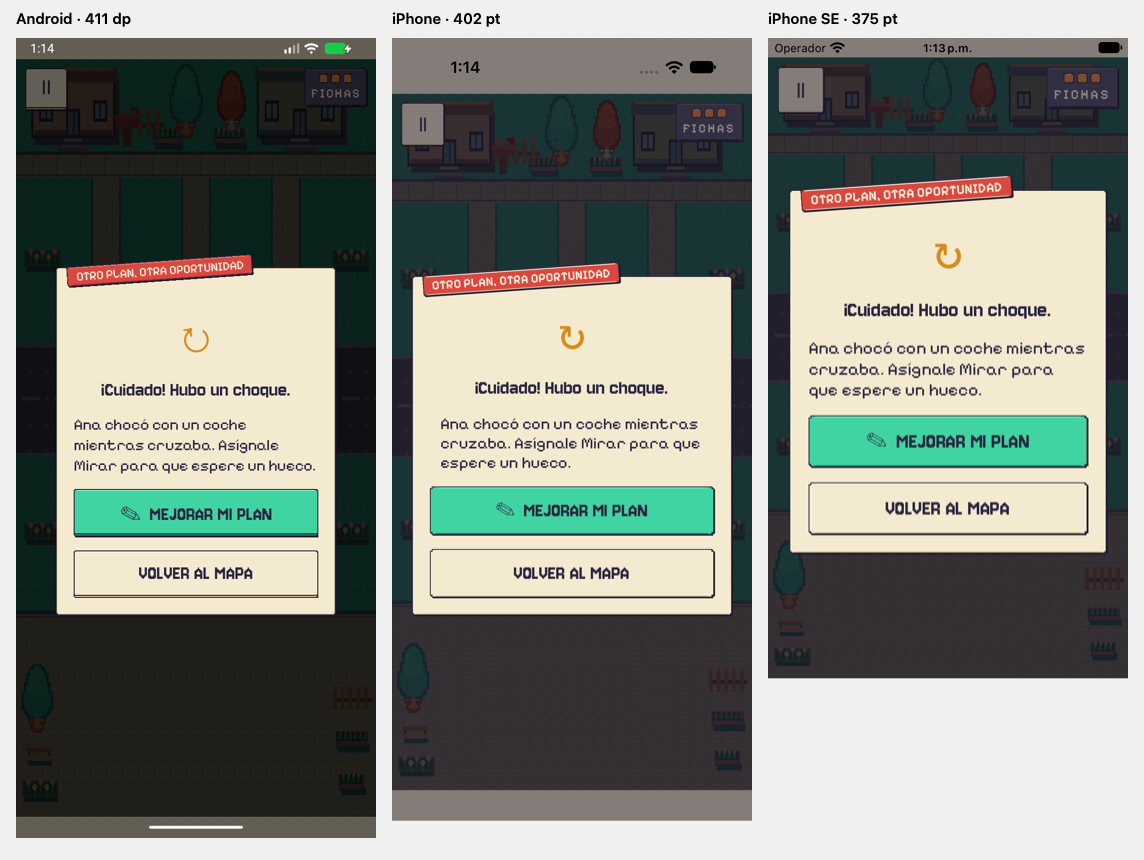 Android · 411 dp
1:14
FICHAS
OTRO PLAN, OTRA OPORTUNIDAD
¡Cuidado! Hubo un choque.
Ana chocó con un coche
mientras cruzaba. Asígnale
Mirar para que espere un hueco.
MEJORAR MI PLAN
VOLVER AL MAPA
iPhone · 402 pt
1:14
FICHAS
OTRO PLAN, OTRA OPORTUNIDAD
¡Cuidado! Hubo un choque.
Ana chocó con un coche mientras
cruzaba. Asígnale Mirar para que
espere un hueco.
MEJORAR MI PLAN
VOLVER AL MAPA
iPhone SE · 375 pt
Operador 1:13 p.m.
FICHAS
OTRO PLAN, OTRA OPORTUNIDAD
¡Cuidado! Hubo un choque.
Ana chocó con un coche mientras
cruzaba. Asígnale Mirar para
que espere un hueco.
MEJORAR MI PLAN
VOLVER AL MAPA